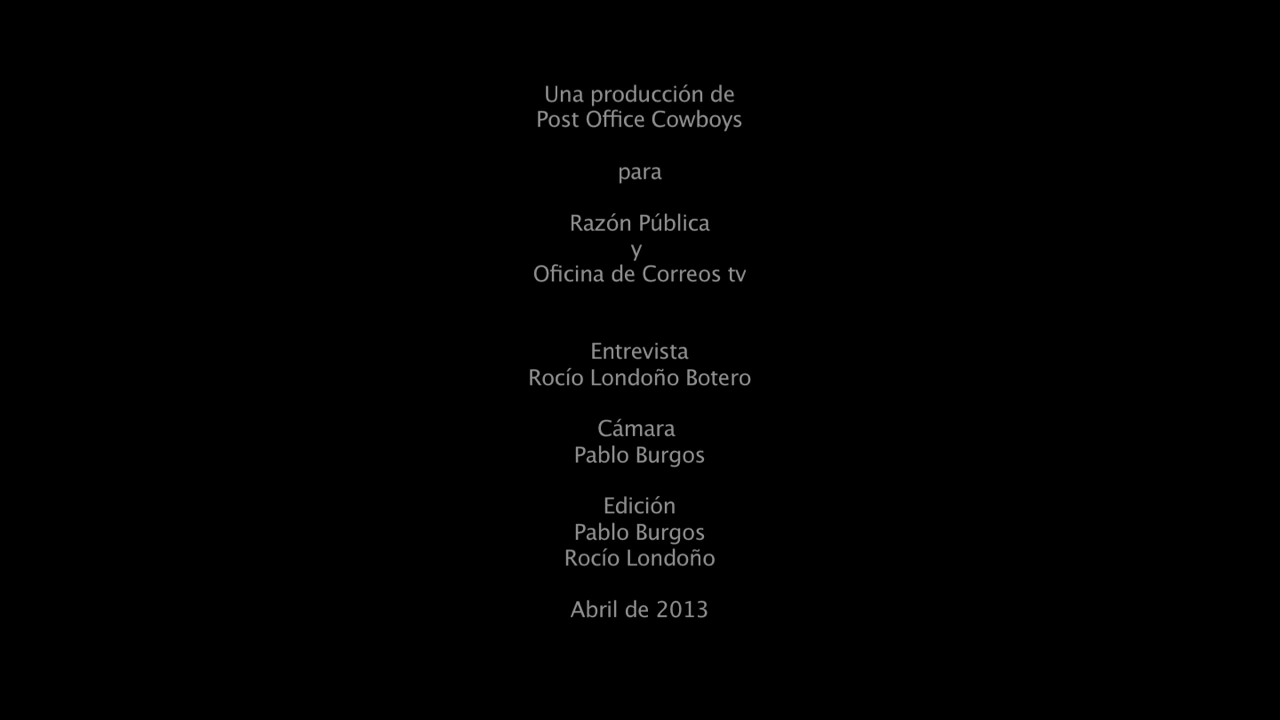 Una producción de
Post Office Cowboys
para
Razón Pública
y
Oficina de Correos tv
Entrevista
Rocío Londoño Botero
Cámara
Pablo Burgos
Edición
Pablo Burgos
Rocío Londoño
Abril de 2013